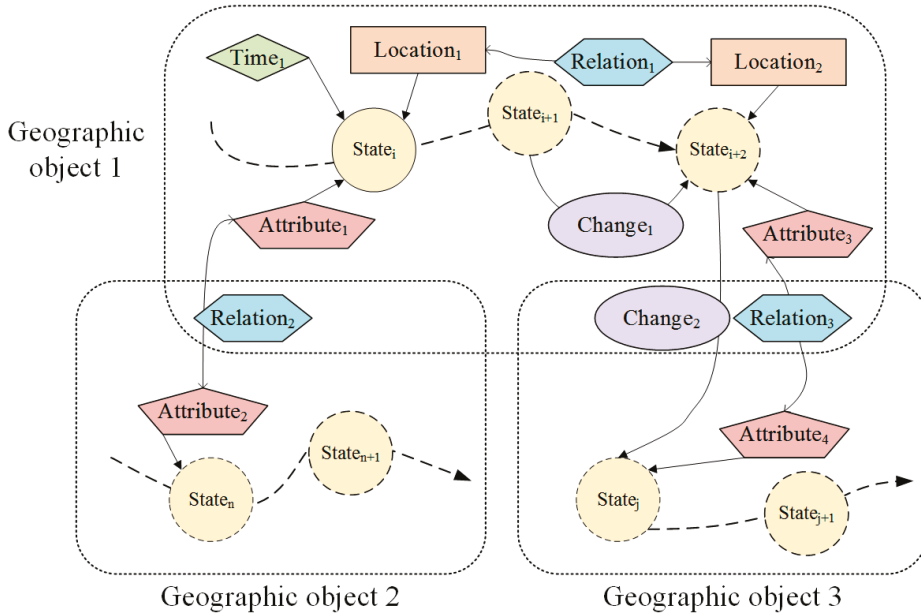 Time₁
Location₁
Relation₁
Location₂
Geographic
object 1
Stateᵢ
Stateᵢ₊₁
Stateᵢ₊₂
Attribute₁
Change₁
Attribute₃
Relation₂
Change₂
Relation₃
Attribute₂
Attribute₄
Stateₙ
Stateₙ₊₁
Stateⱼ
Stateⱼ₊₁
Geographic object 2
Geographic object 3